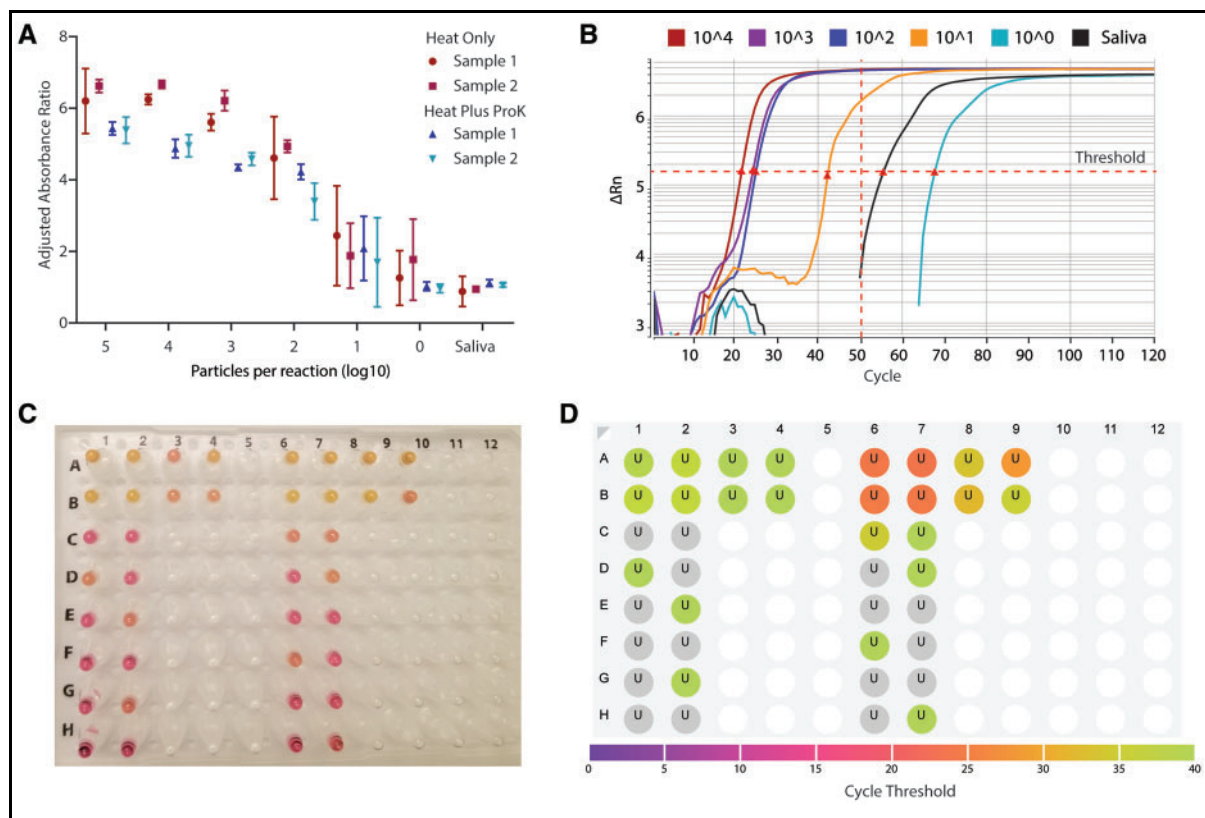 A
8
6
4
2
0
Adjusted Absorbance Ratio
Heat Only
Sample 1
Sample 2
Heat Plus ProK
Sample 1
Sample 2
5 4 3 2 1 0 Saliva
Particles per reaction (log10)
B
10^4 10^3 10^2 10^1 10^0 Saliva
6
5
4
3
ΔRn
Threshold
10 20 30 40 50 60 70 80 90 100 110 120
Cycle
C
1 2 3 4 5 6 7 8 9 10 11 12
A
B
C
D
E
F
G
H
D
1 2 3 4 5 6 7 8 9 10 11 12
A U U U U U U U U
B U U U U U U U U
C U U U U
D U U U U
E U U U U
F U U U U
G U U U U
H U U U U
0 5 10 15 20 25 30 35 40
Cycle Threshold